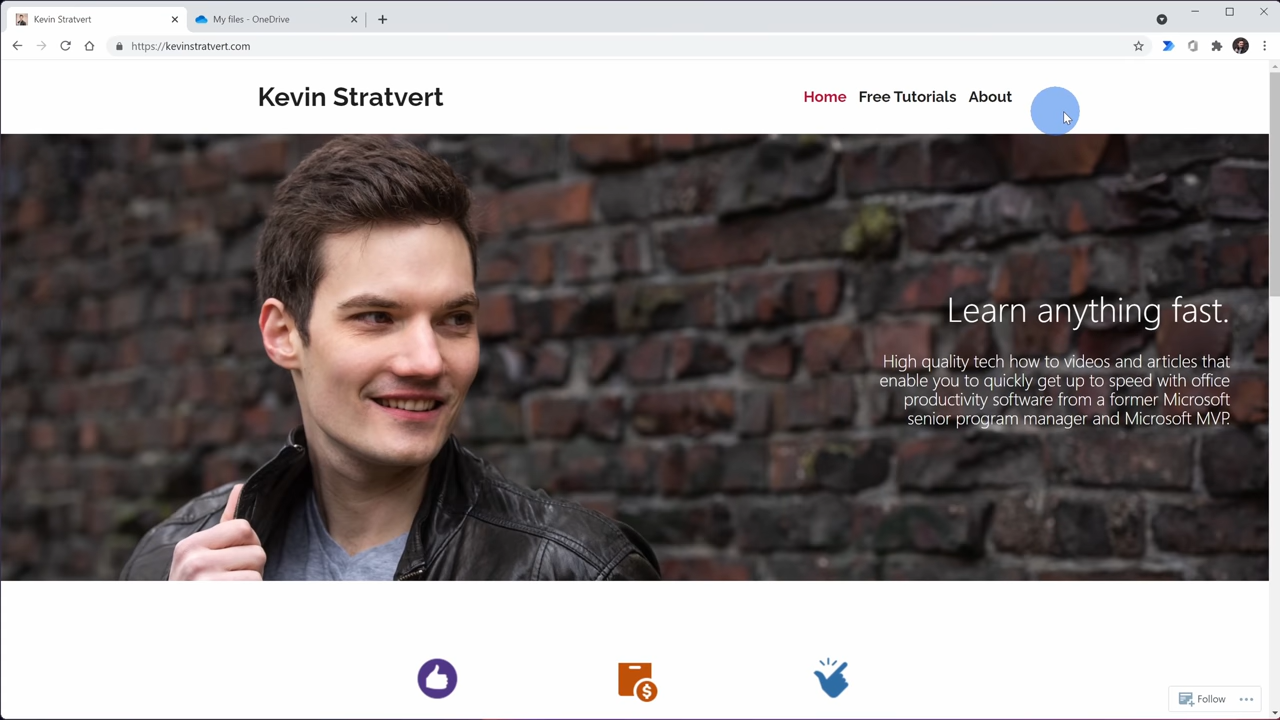 Kevin Stratvert
My files - OneDrive
https://kevinstratvert.com
Kevin Stratvert
Home Free Tutorials About
Learn anything fast.
High quality tech how to videos and articles that
enable you to quickly get up to speed with office
productivity software from a former Microsoft
senior program manager and Microsoft MVP.
$
Follow